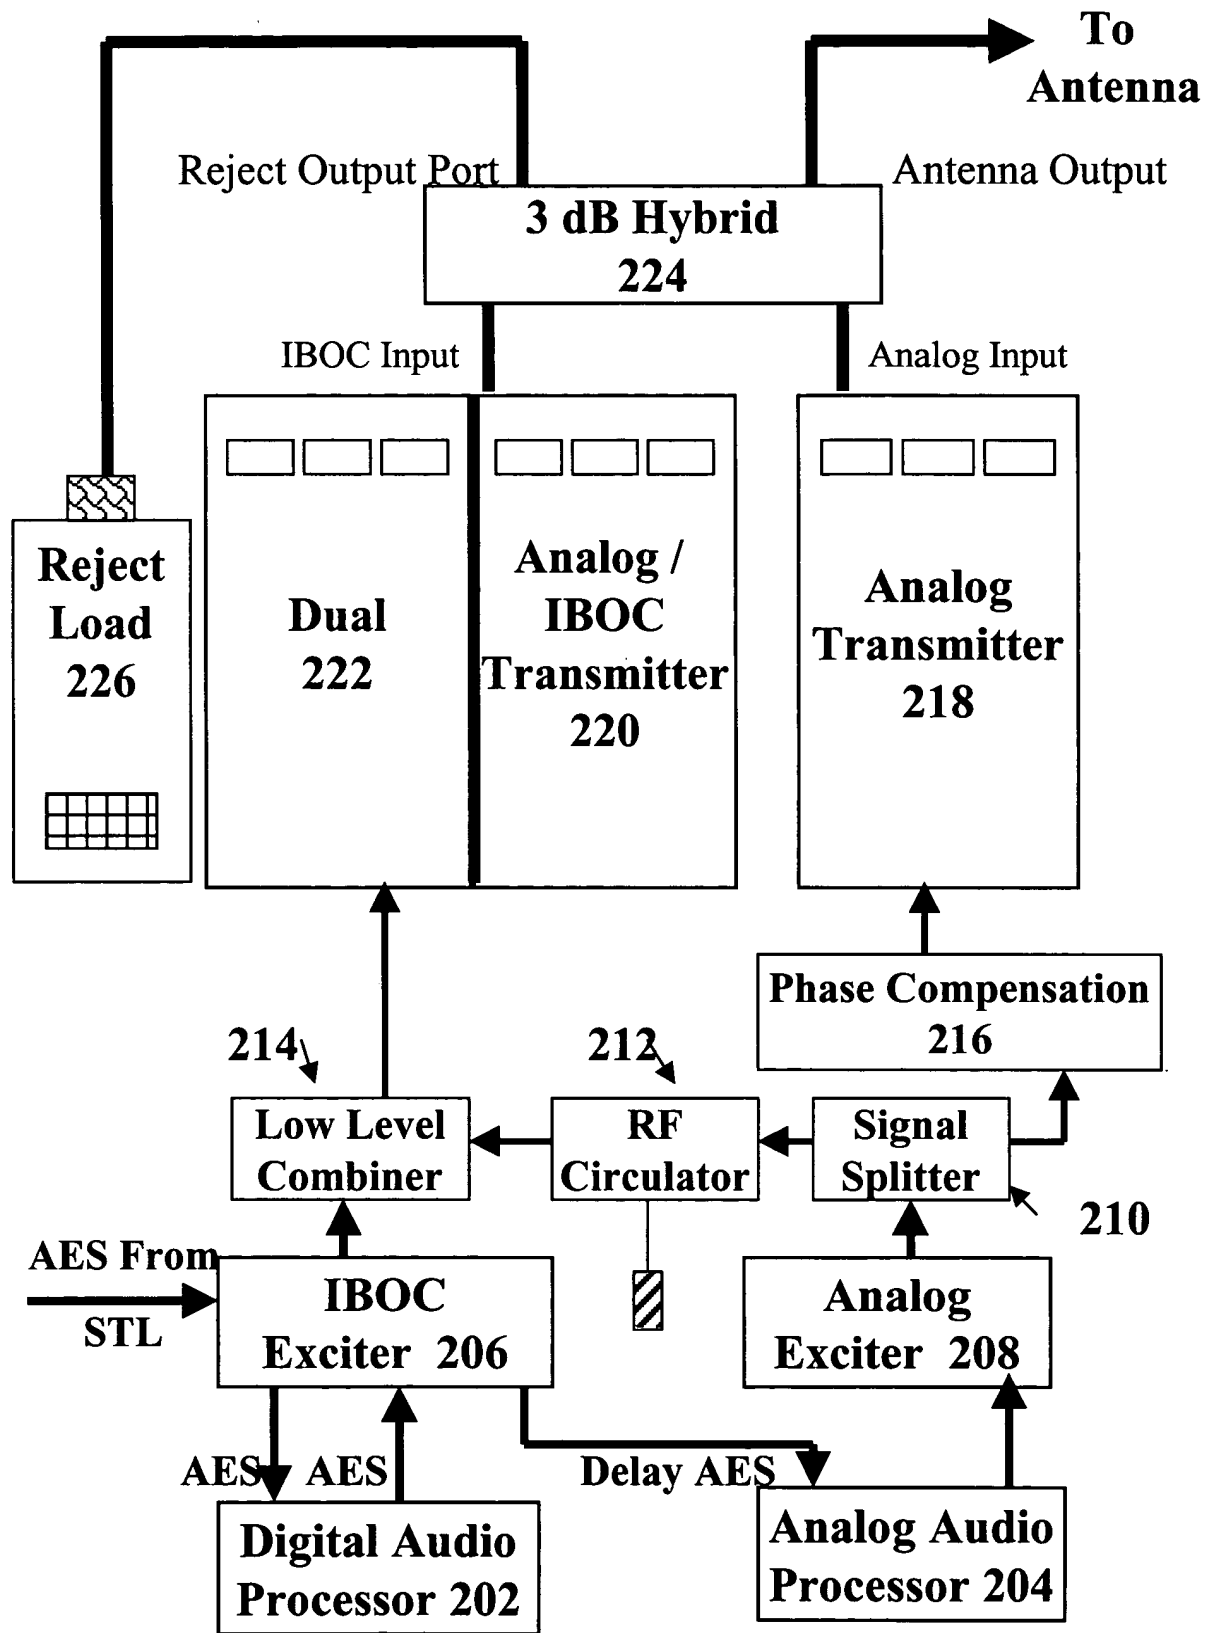 To
Antenna
Reject Output Port
Antenna Output
3 dB Hybrid
224
IBOC Input
Analog Input
Reject
Load
226
Dual
222
Analog /
IBOC
Transmitter
220
Analog
Transmitter
218
Phase Compensation
216
214
212
Low Level
Combiner
RF
Circulator
Signal
Splitter
210
AES From
STL
IBOC
Exciter 206
Analog
Exciter 208
AES
AES
Delay AES
Digital Audio
Processor 202
Analog Audio
Processor 204